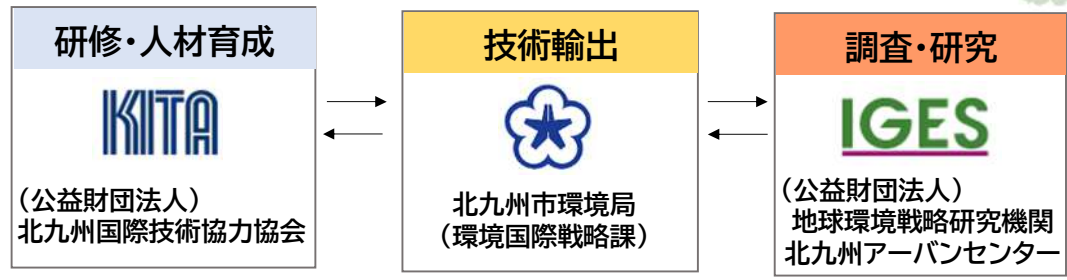 研修・人材育成
KITA
(公益財団法人)
北九州国際技術協力協会
技術輸出
北九州市環境局
(環境国際戦略課)
調査・研究
IGES
(公益財団法人)
地球環境戦略研究機関
北九州アーバンセンター